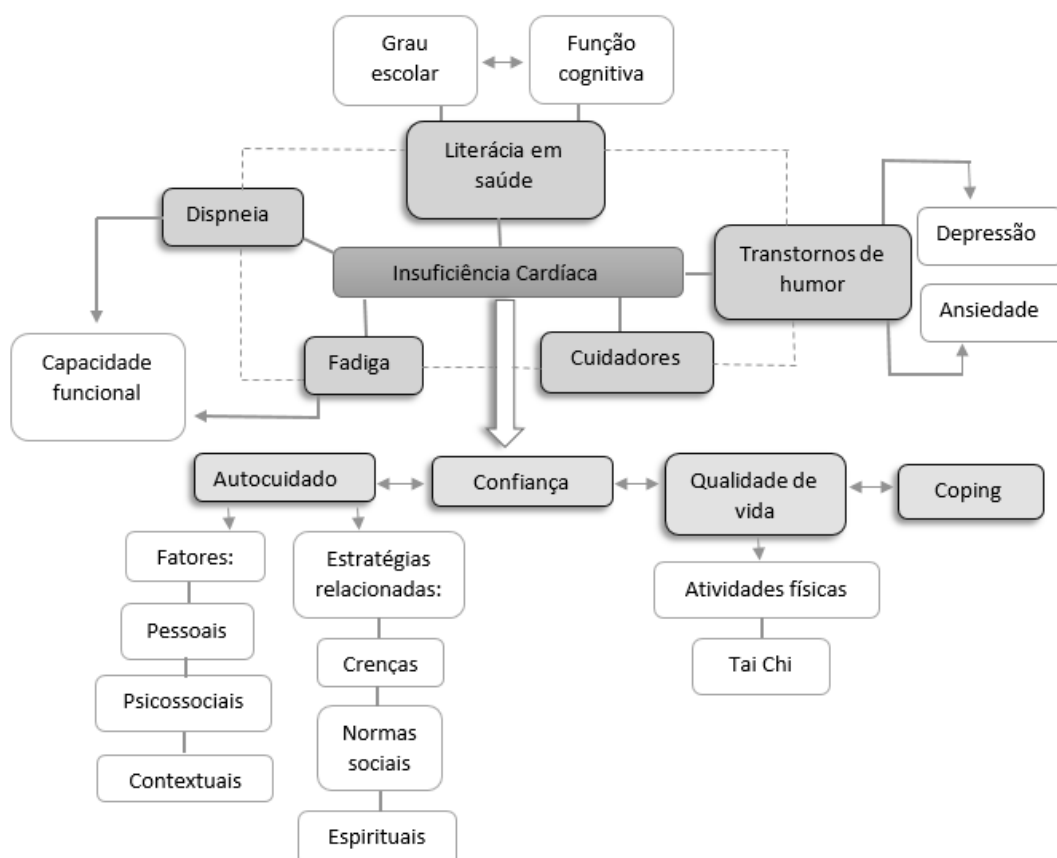 Grau
escolar
Função
cognitiva
Literácia em
saúde
Dispneia
Insuficiência Cardíaca
Transtornos de
humor
Depressão
Ansiedade
Capacidade
funcional
Fadiga
Cuidadores
Autocuidado
Confiança
Qualidade de
vida
Coping
Fatores:
Pessoais
Psicossociais
Contextuais
Estratégias
relacionadas:
Crenças
Normas
sociais
Espirituais
Atividades físicas
Tai Chi